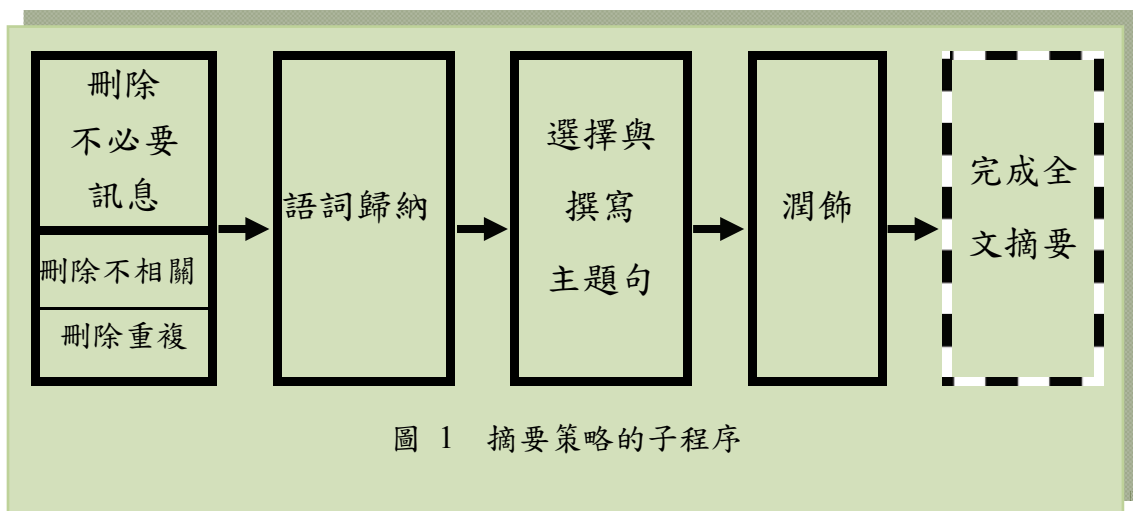 刪除
不必要
訊息
刪除不相關
刪除重複
語詞歸納
選擇與
撰寫
主題句
潤飾
完成全
文摘要
圖 1 摘要策略的子程序